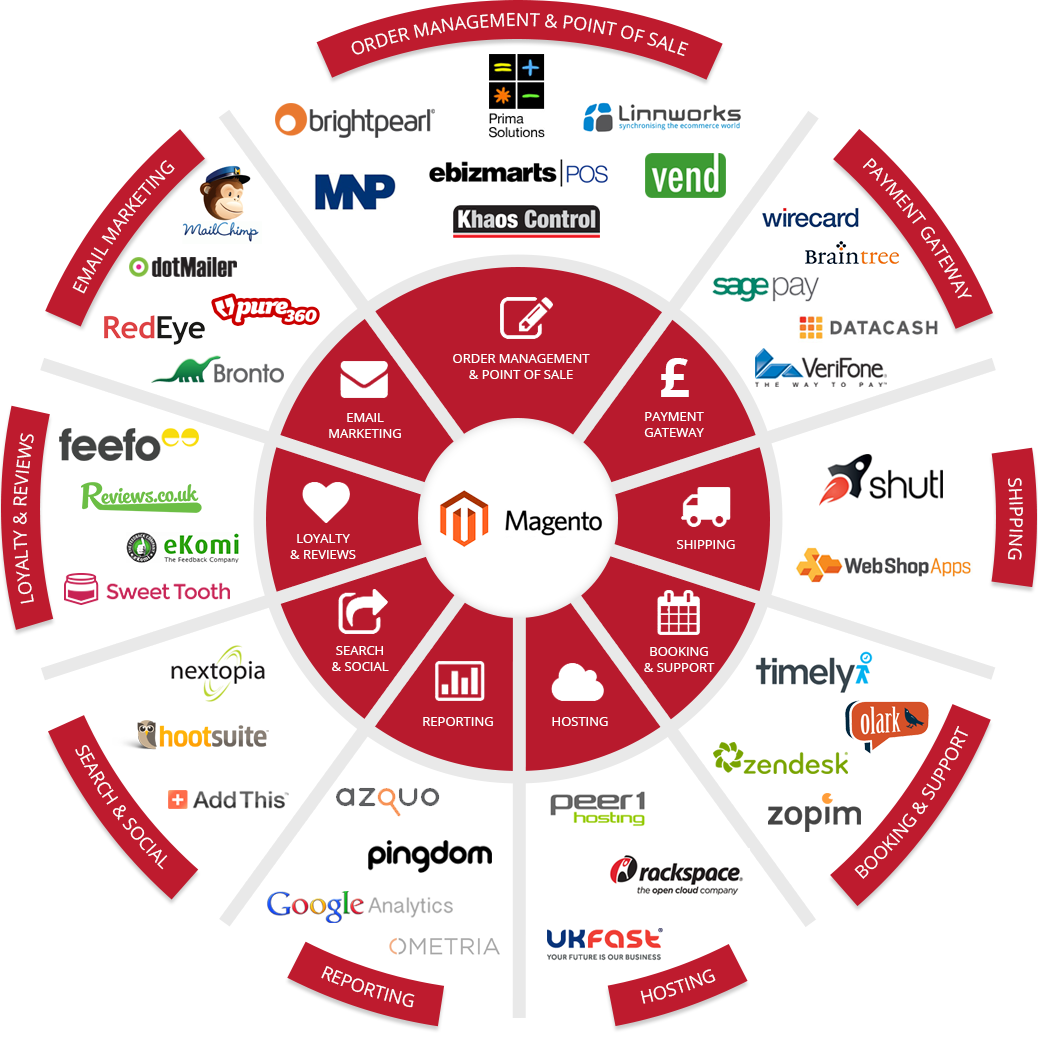 ORDER MANAGEMENT & POINT OF SALE
brightpearl
Prima
Solutions
Linnworks
synchronising the ecommerce world
MNP
ebizmarts|POS
vend
Khaos Control
PAYMENT GATEWAY
wirecard
Braintree
sage pay
DATACASH
VeriFone
THE WAY TO PAY™
SHIPPING
shutl
WebShopApps
BOOKING & SUPPORT
timely
olark
zendesk
zopim
HOSTING
peer1
hosting
rackspace
the open cloud company
UKFAST
YOUR FUTURE IS OUR BUSINESS
REPORTING
azquo
pingdom
Google Analytics
OMETRIA
SEARCH & SOCIAL
nextopia
hootsuite
AddThis
LOYALTY & REVIEWS
feefo
Reviews.co.uk
eKomi
The Feedback Company
Sweet Tooth
EMAIL MARKETING
MailChimp
dotMailer
pure360
RedEye
Bronto
ORDER MANAGEMENT
& POINT OF SALE
£
PAYMENT
GATEWAY
SHIPPING
BOOKING
& SUPPORT
HOSTING
REPORTING
SEARCH
& SOCIAL
LOYALTY
& REVIEWS
EMAIL
MARKETING
Magento